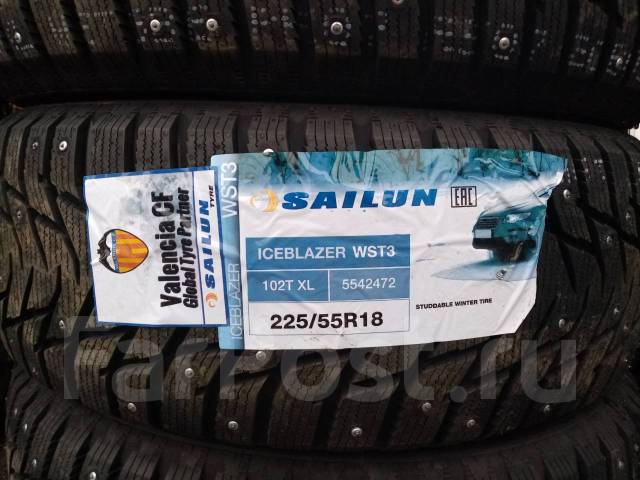 Valencia CF
Global Tyre Partner
SAILUN TYRE
ICEBLAZER WST3
SAILUN
EAC
ICEBLAZER WST3
102T XL 5542472
225/55R18
STUDDABLE WINTER TIRE
FarPost.ru